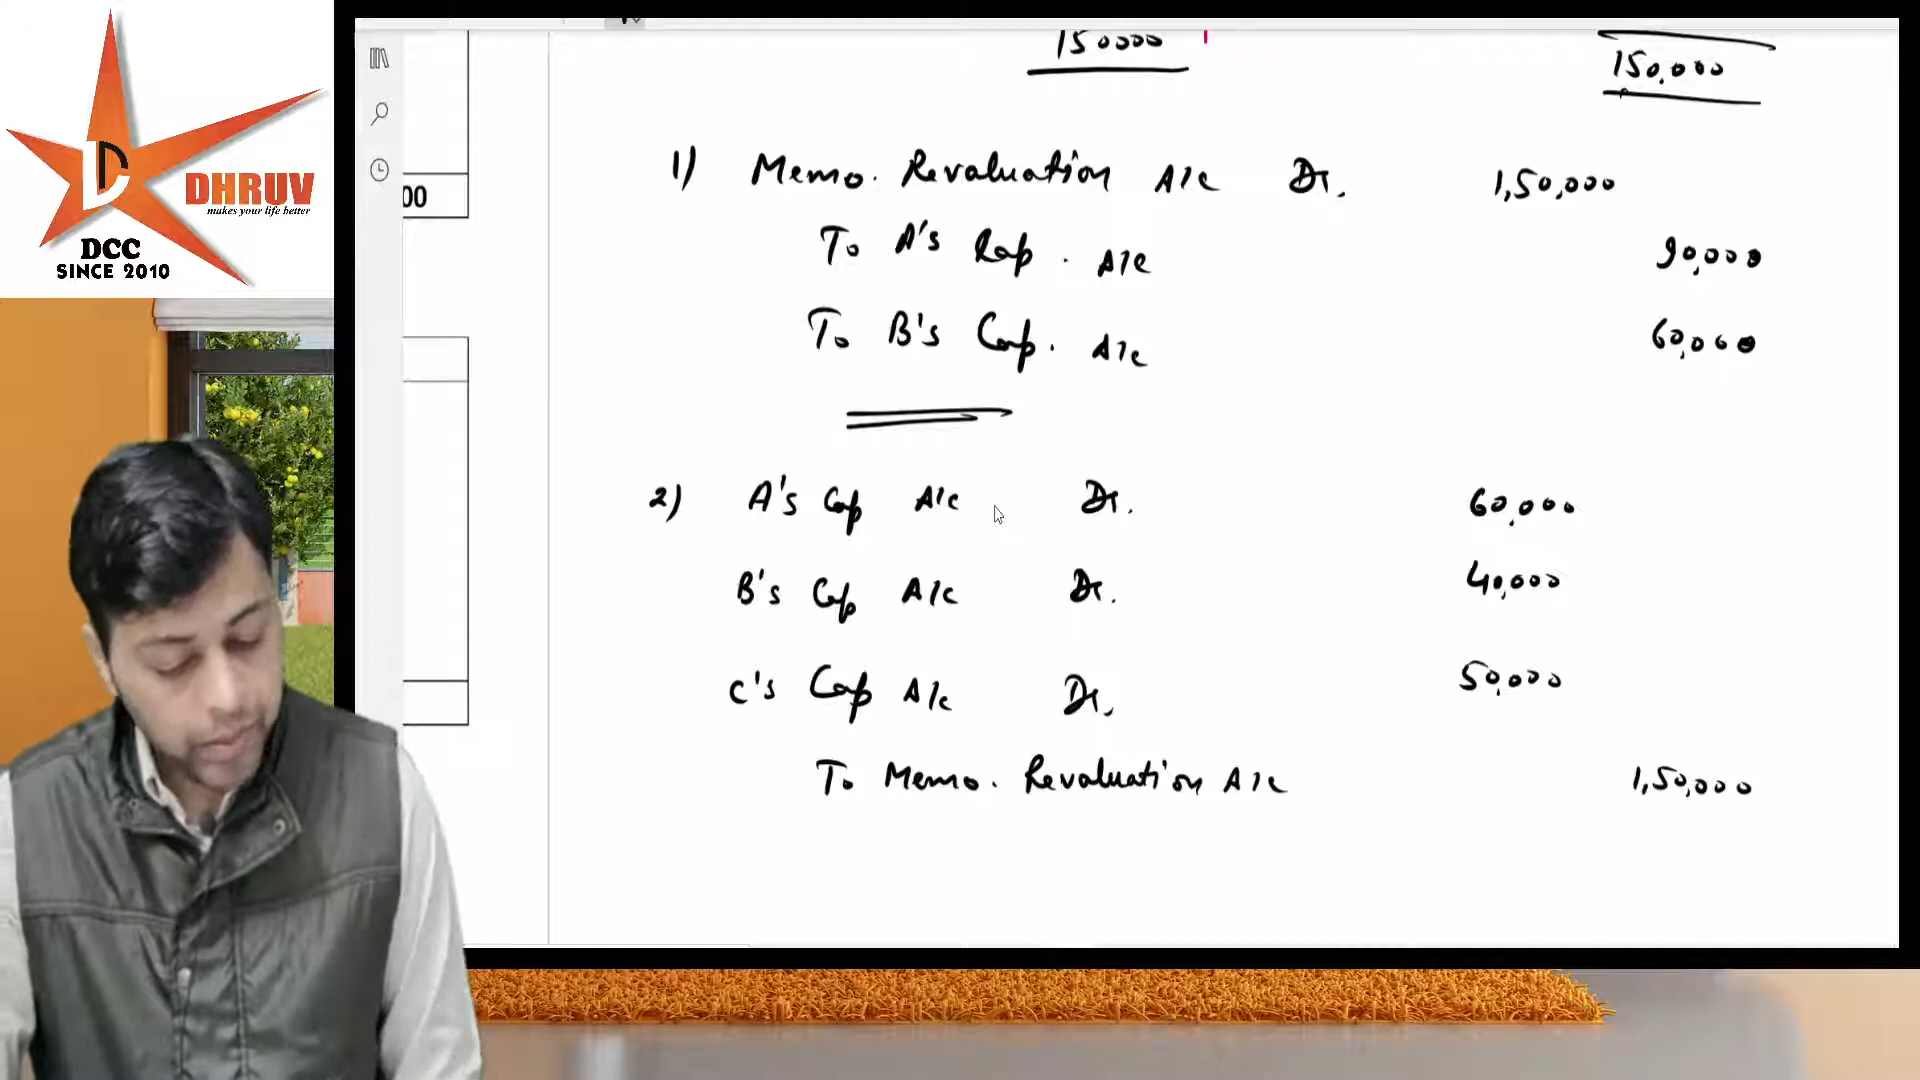 150000
150,000
1) Memo. Revaluation A/c Dr. 1,50,000
To A's Cap. A/c 90,000
To B's Cap. A/c 60,000
2) A's Cap A/c Dr. 60,000
B's Cap A/c Dr. 40,000
C's Cap A/c Dr. 50,000
To Memo. Revaluation A/c 1,50,000
00
DC
DHRUV
makes your life better
DCC
SINCE 2010